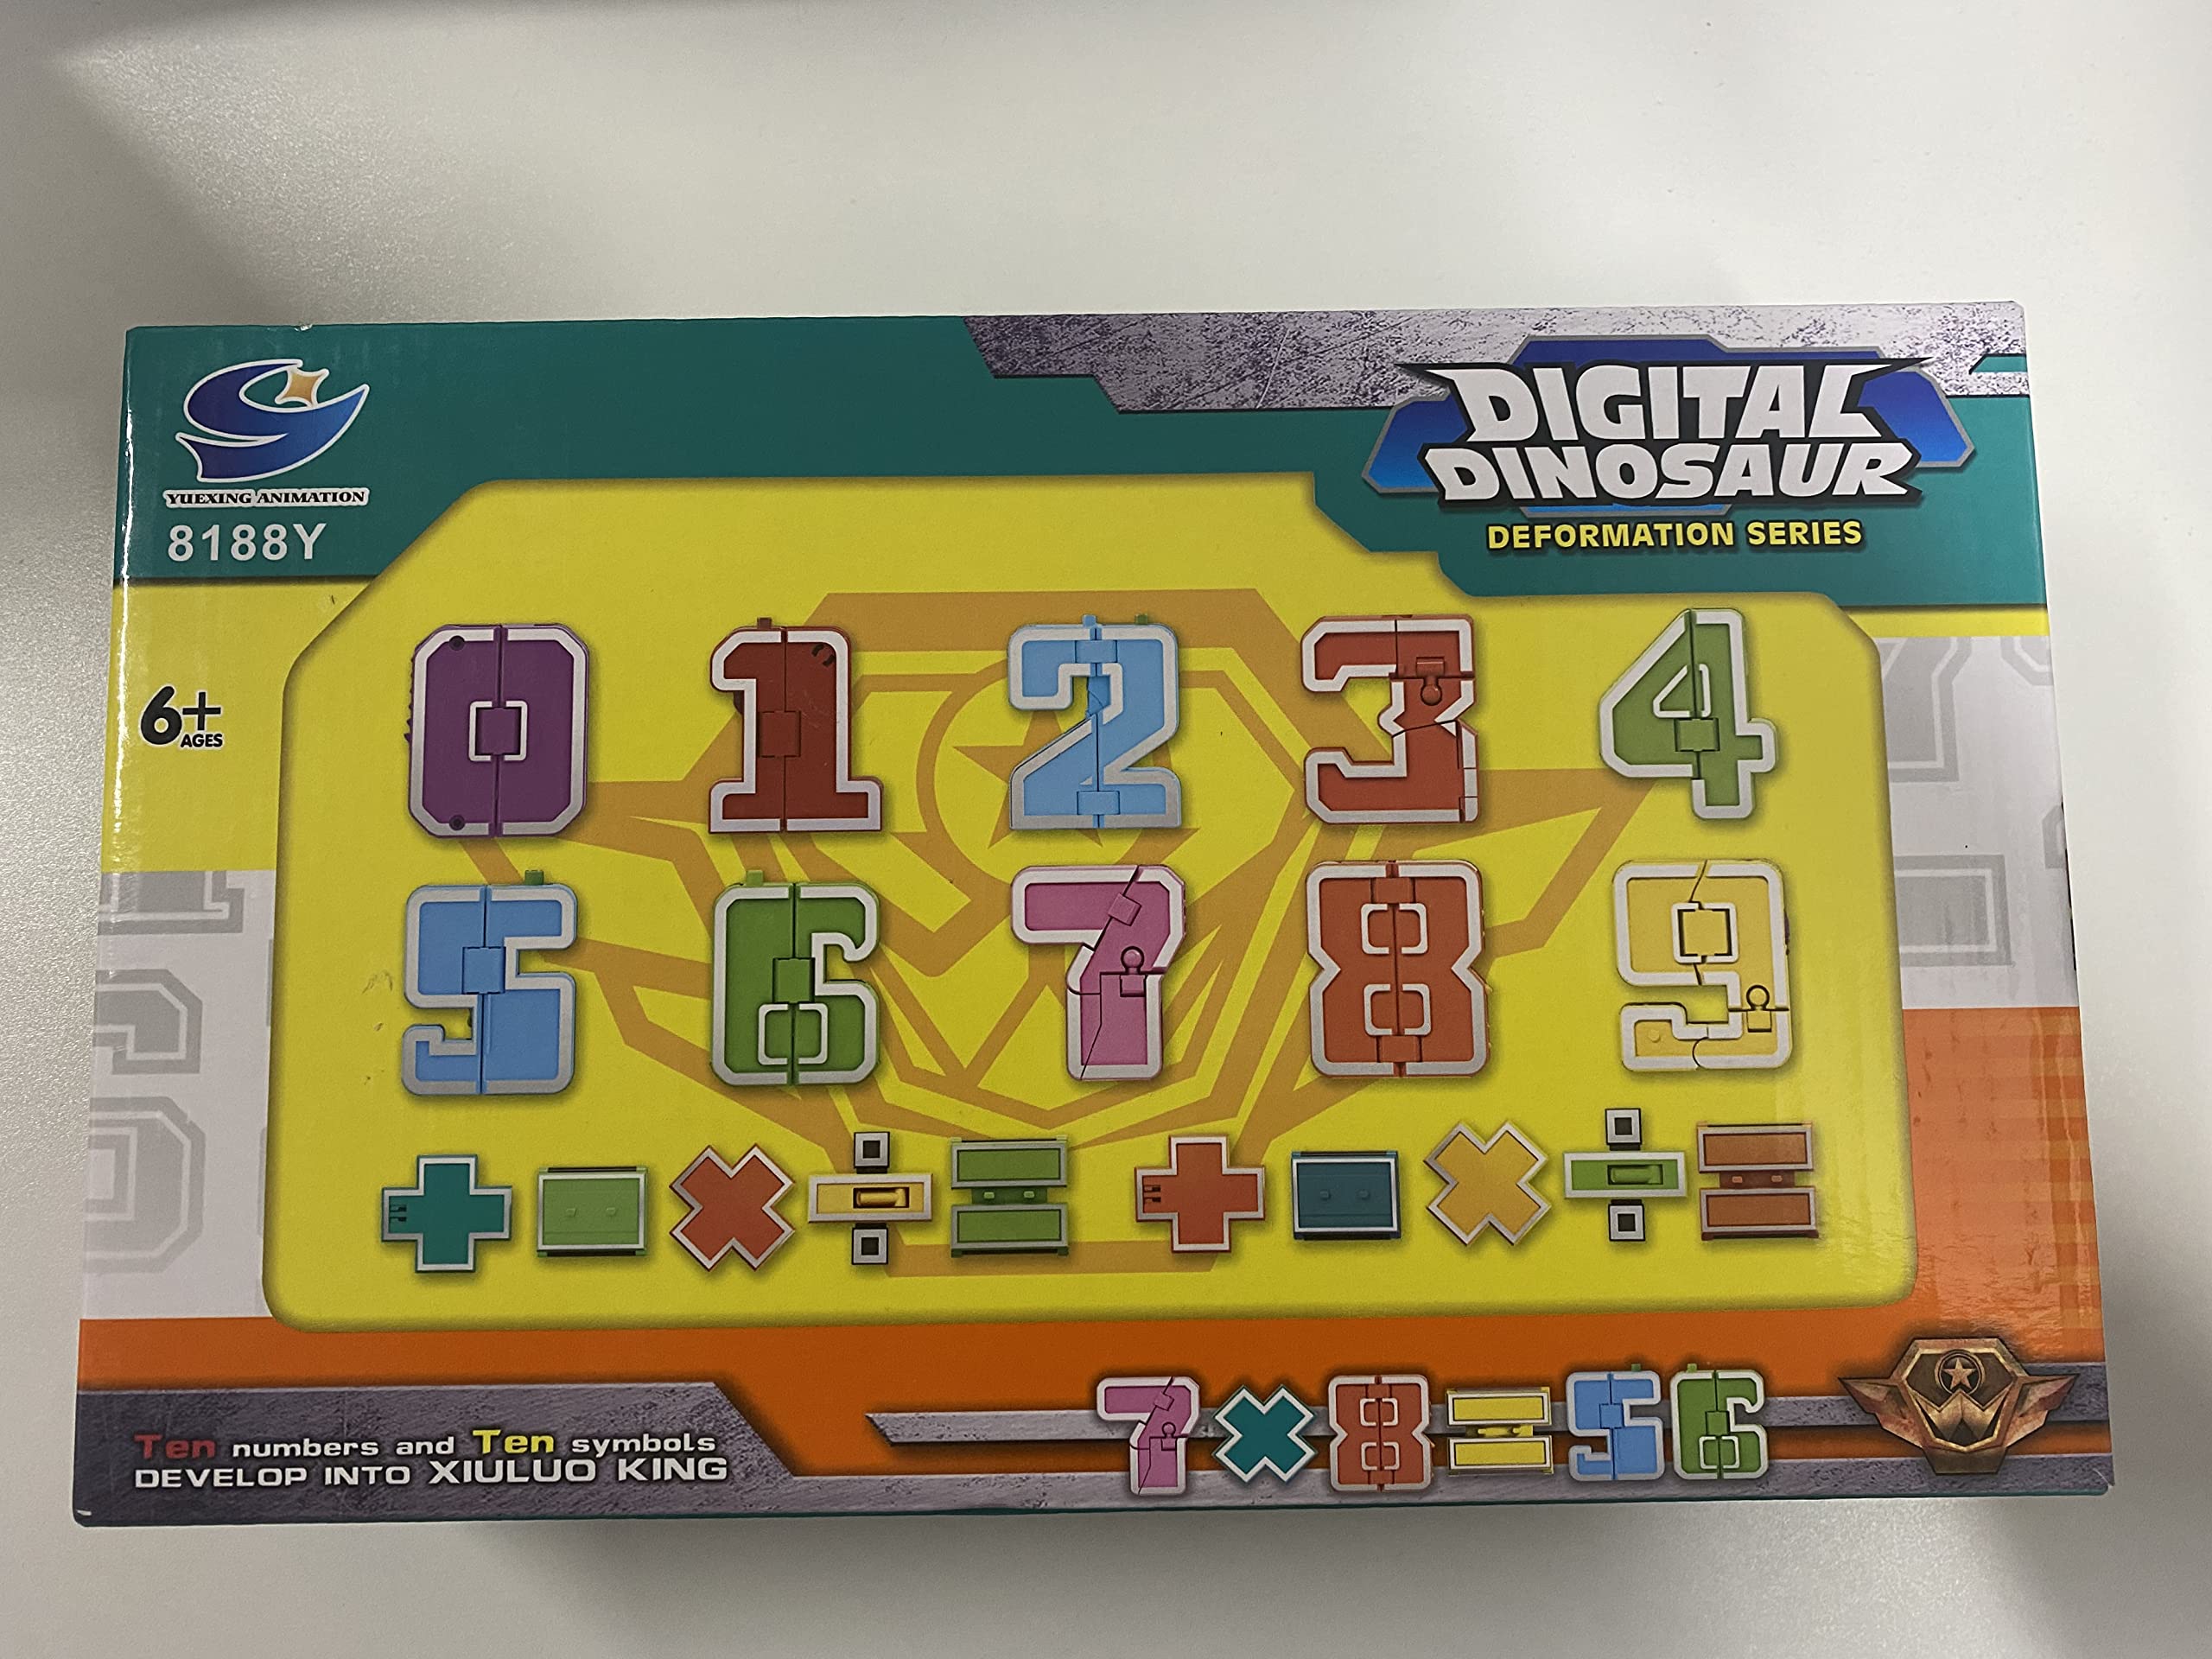 YUEXING ANIMATION
8188Y
DIGITAL
DINOSAUR
DEFORMATION SERIES
6+
AGES
0 1 2 3 4
5 6 7 8 9
+ - × ÷ = + - × ÷ =
Ten numbers and Ten symbols
DEVELOP INTO XIULUO KING
7×8=56